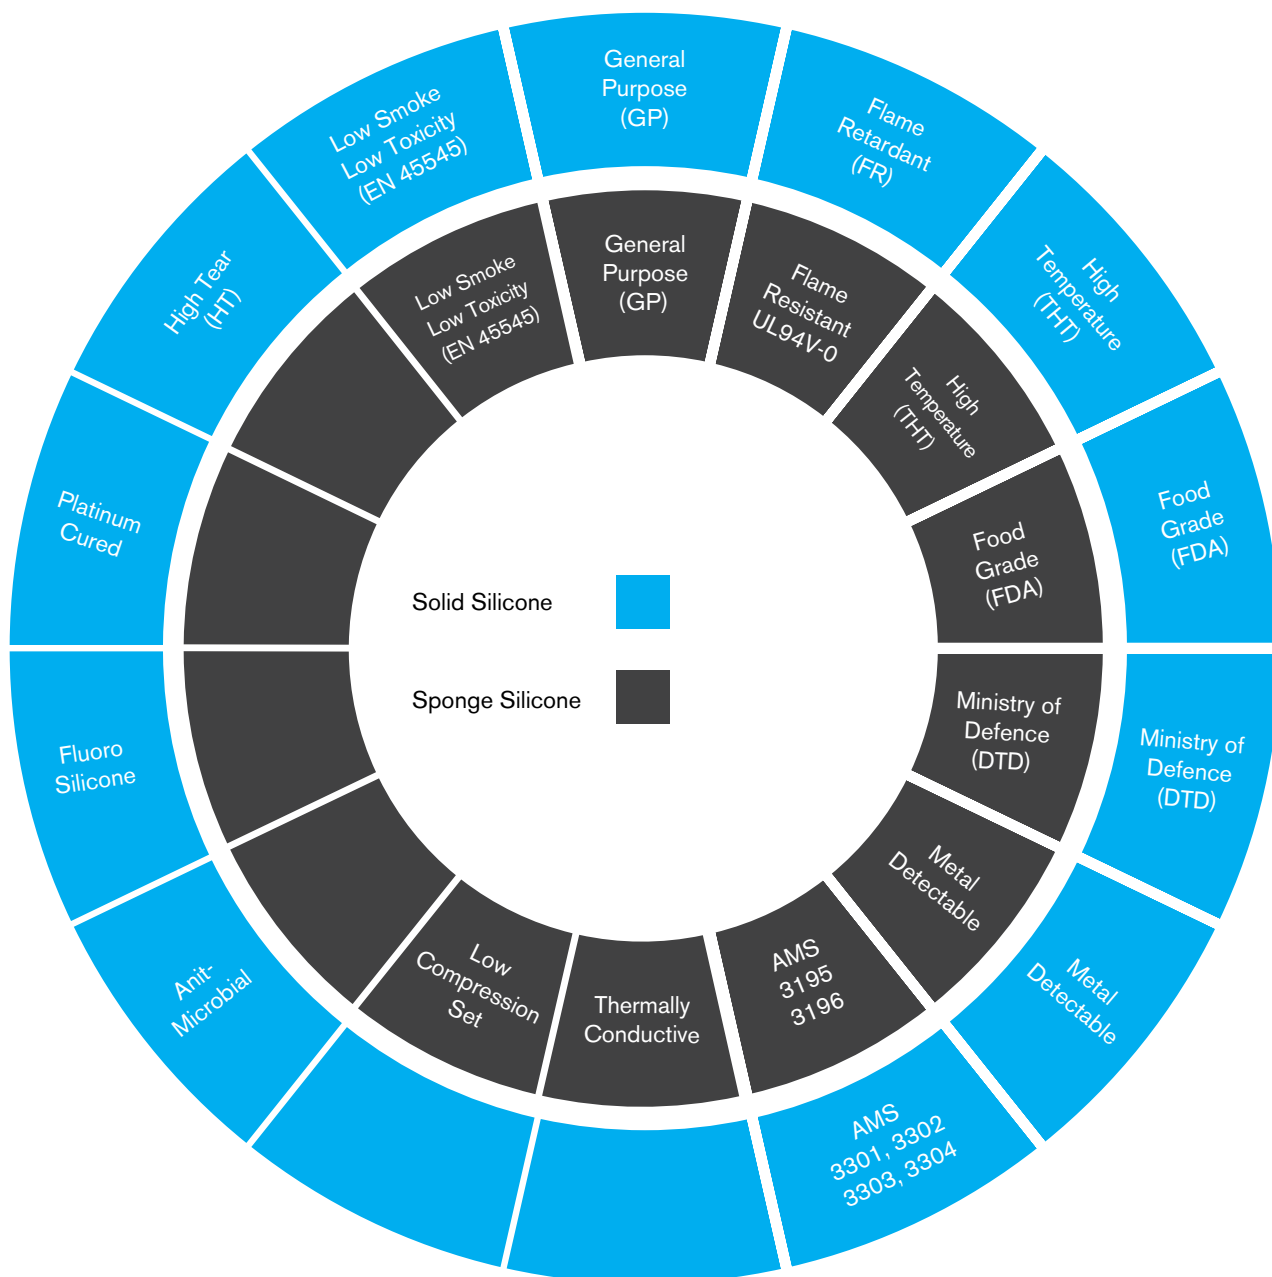 General
Purpose
(GP)
Flame
Retardant
(FR)
High
Temperature
(THT)
Food
Grade
(FDA)
Ministry of
Defence
(DTD)
Metal
Detectable
AMS
3301, 3302
3303, 3304
Anit-
Microbial
Fluoro
Silicone
Platinum
Cured
High Tear
(HT)
Low Smoke
Low Toxicity
(EN 45545)
General
Purpose
(GP)
Flame
Resistant
UL94V-0
High
Temperature
(THT)
Food
Grade
(FDA)
Ministry of
Defence
(DTD)
Metal
Detectable
AMS
3195
3196
Thermally
Conductive
Low
Compression
Set
Low Smoke
Low Toxicity
(EN 45545)
Solid Silicone
Sponge Silicone